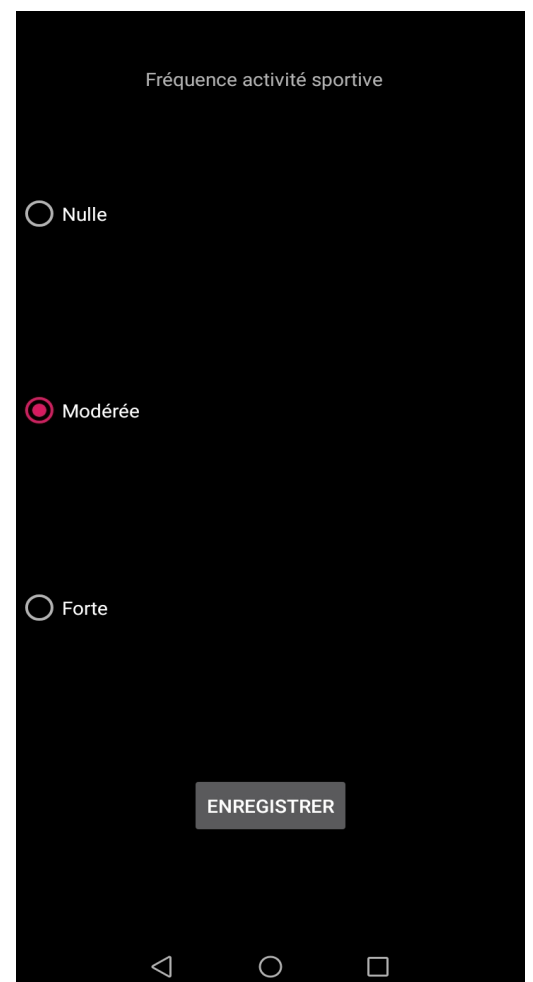 Fréquence activité sportive
Nulle
Modérée
Forte
ENREGISTRER